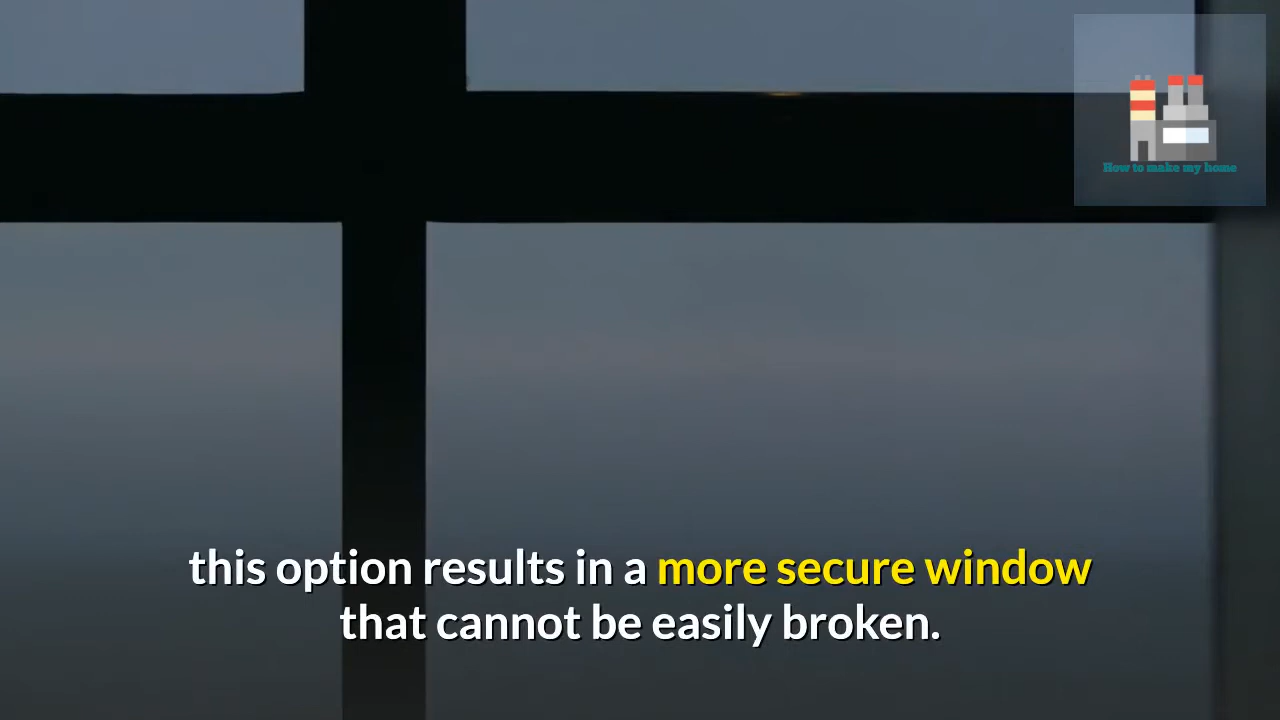 How to make my home
this option results in a more secure window
that cannot be easily broken.